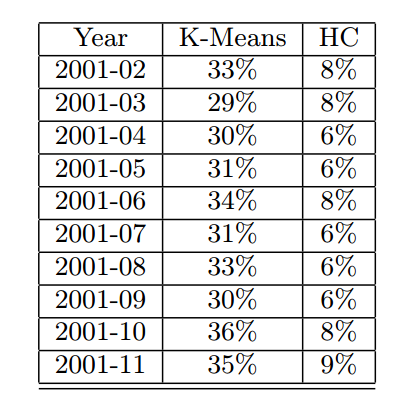 Year K-Means HC
2001-02 33% 8%
2001-03 29% 8%
2001-04 30% 6%
2001-05 31% 6%
2001-06 34% 8%
2001-07 31% 6%
2001-08 33% 6%
2001-09 30% 6%
2001-10 36% 8%
2001-11 35% 9%